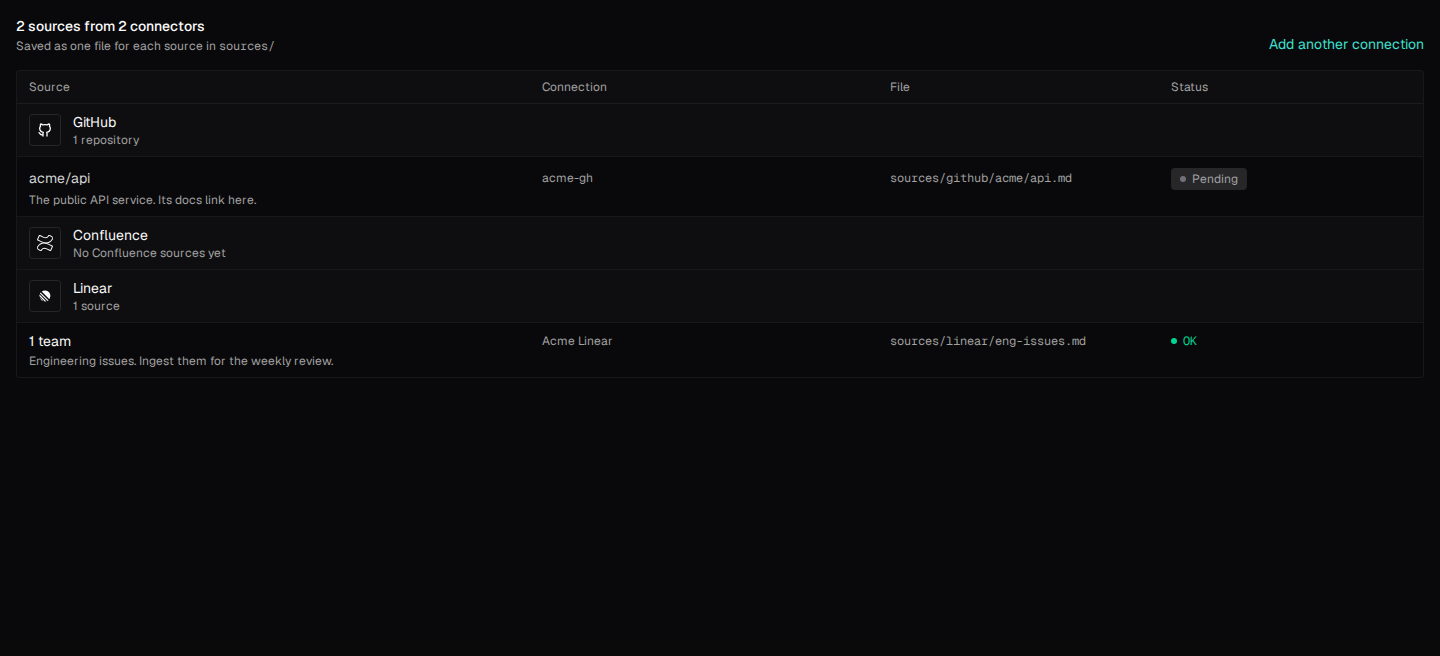 2 sources from 2 connectors
Saved as one file for each source in sources/
Add another connection
Source Connection File Status
GitHub
1 repository
acme/api acme-gh sources/github/acme/api.md Pending
The public API service. Its docs link here.
Confluence
No Confluence sources yet
Linear
1 source
1 team Acme Linear sources/linear/eng-issues.md OK
Engineering issues. Ingest them for the weekly review.